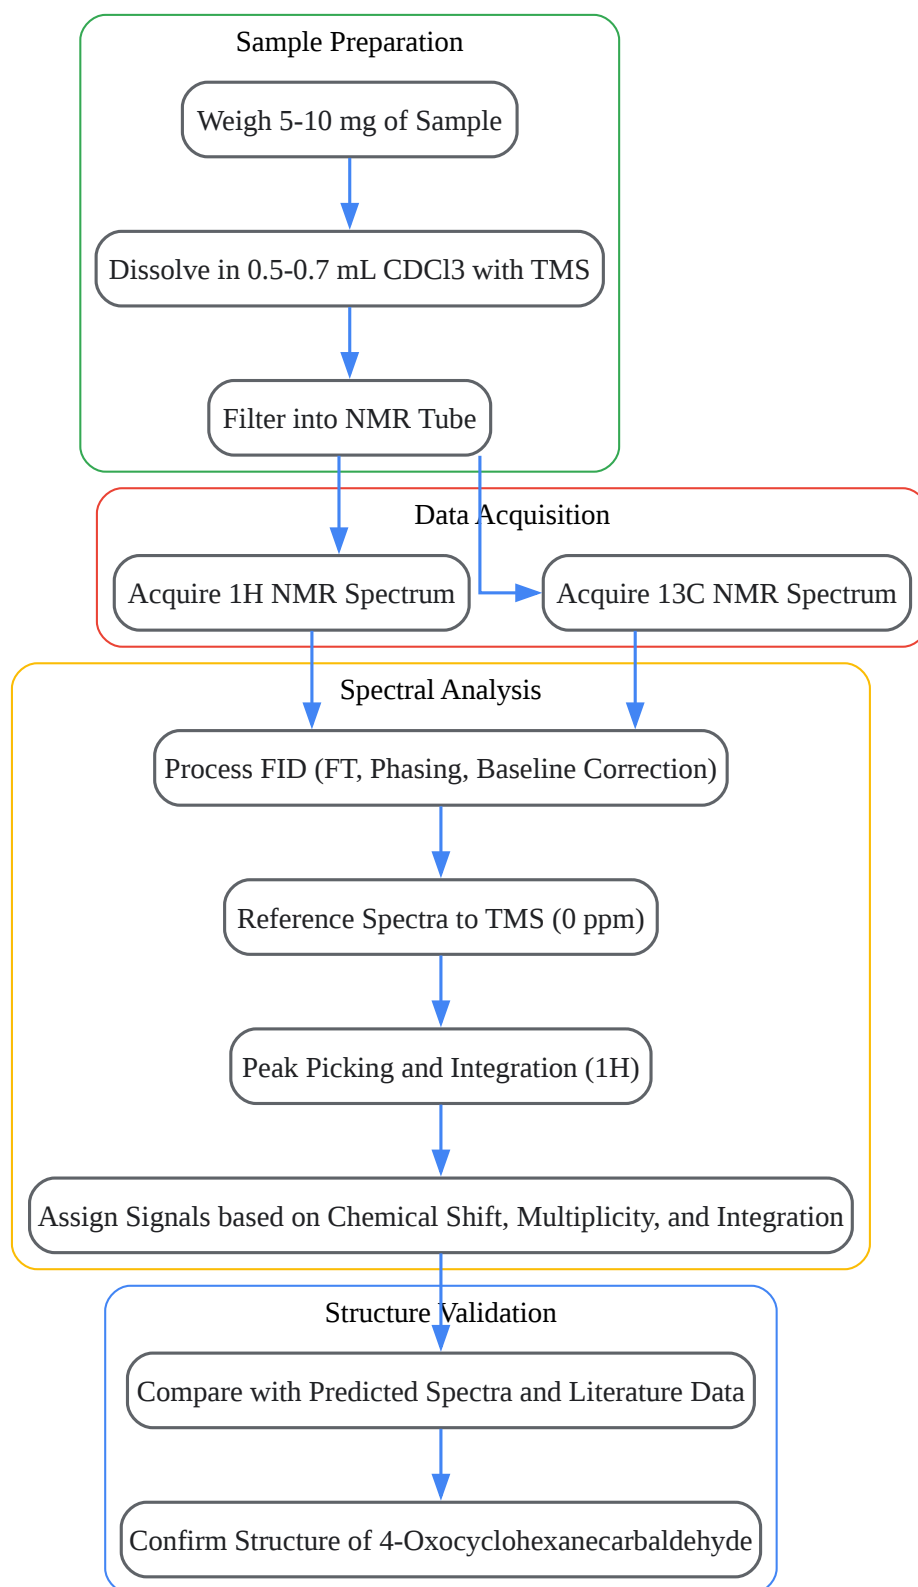 Sample Preparation
Weigh 5-10 mg of Sample
Dissolve in 0.5-0.7 mL CDCl3 with TMS
Filter into NMR Tube
Data Acquisition
Acquire 1H NMR Spectrum
Acquire 13C NMR Spectrum
Spectral Analysis
Process FID (FT, Phasing, Baseline Correction)
Reference Spectra to TMS (0 ppm)
Peak Picking and Integration (1H)
Assign Signals based on Chemical Shift, Multiplicity, and Integration
Structure Validation
Compare with Predicted Spectra and Literature Data
Confirm Structure of 4-Oxocyclohexanecarbaldehyde